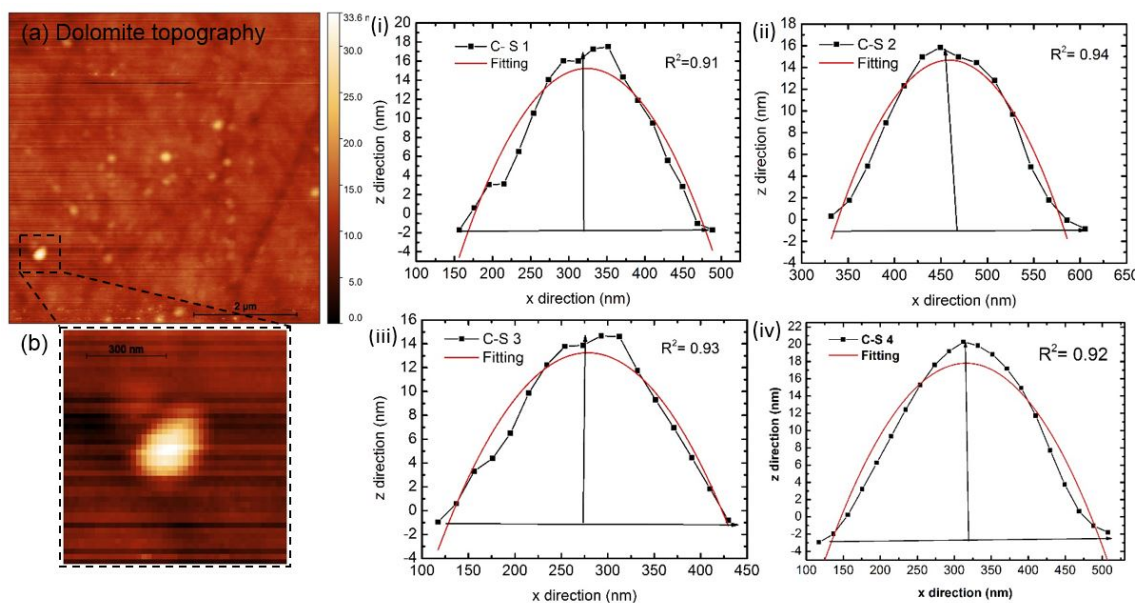 (a) Dolomite topography
33.6 n
30.0
25.0
20.0
15.0
10.0
5.0
0.0
2 µm
(b)
300 nm
(i)
C- S 1
Fitting
R²=0.91
z direction (nm)
20
18
16
14
12
10
8
6
4
2
0
-2
-4
100 150 200 250 300 350 400 450 500
x direction (nm)
(ii)
C-S 2
Fitting
R²= 0.94
z direction (nm)
18
16
14
12
10
8
6
4
2
0
-2
-4
300 350 400 450 500 550 600 650
x direction (nm)
(iii)
C-S 3
Fitting
R²= 0.93
z direction (nm)
16
14
12
10
8
6
4
2
0
-2
-4
100 150 200 250 300 350 400 450
x direction (nm)
(iv)
C-S 4
Fitting
R²= 0.92
z direction (nm)
22
20
18
16
14
12
10
8
6
4
2
0
-2
-4
100 150 200 250 300 350 400 450 500
x direction (nm)